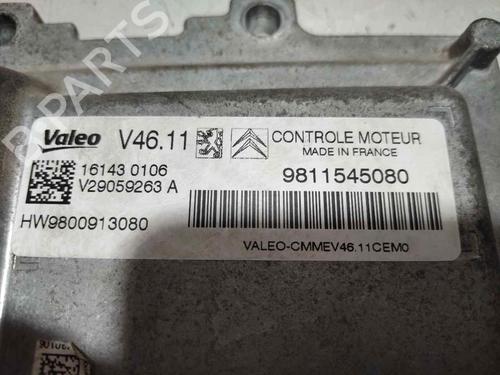 Valeo V46.11 CONTROLE MOTEUR
MADE IN FRANCE
16143 0106
V29059263 A
9811545080
HW9800913080
VALEO-CMMEV46.11CEM0